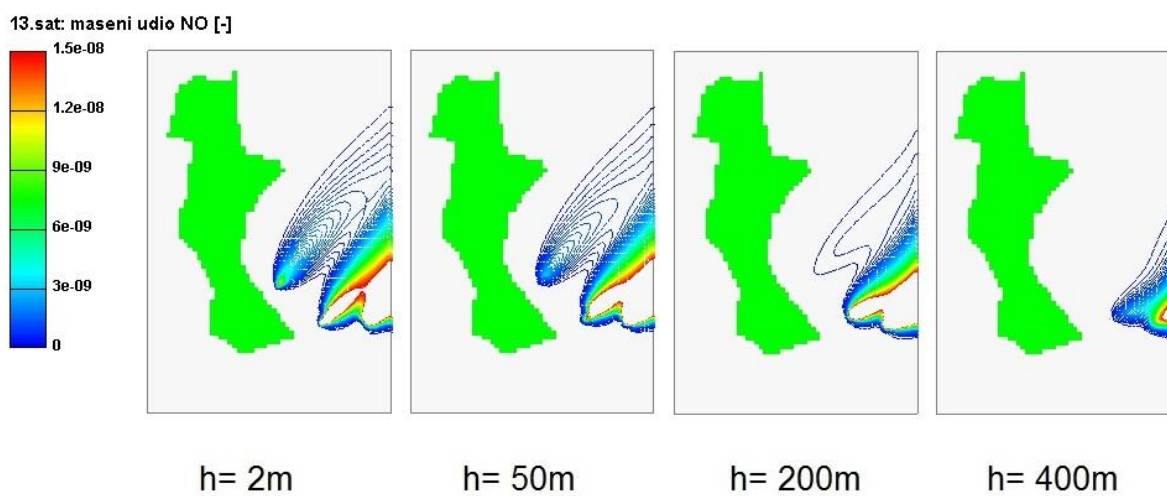 13.sat: maseni udio NO [-]
1.5e-08
1.2e-08
9e-09
6e-09
3e-09
0
h= 2m
h= 50m
h= 200m
h= 400m